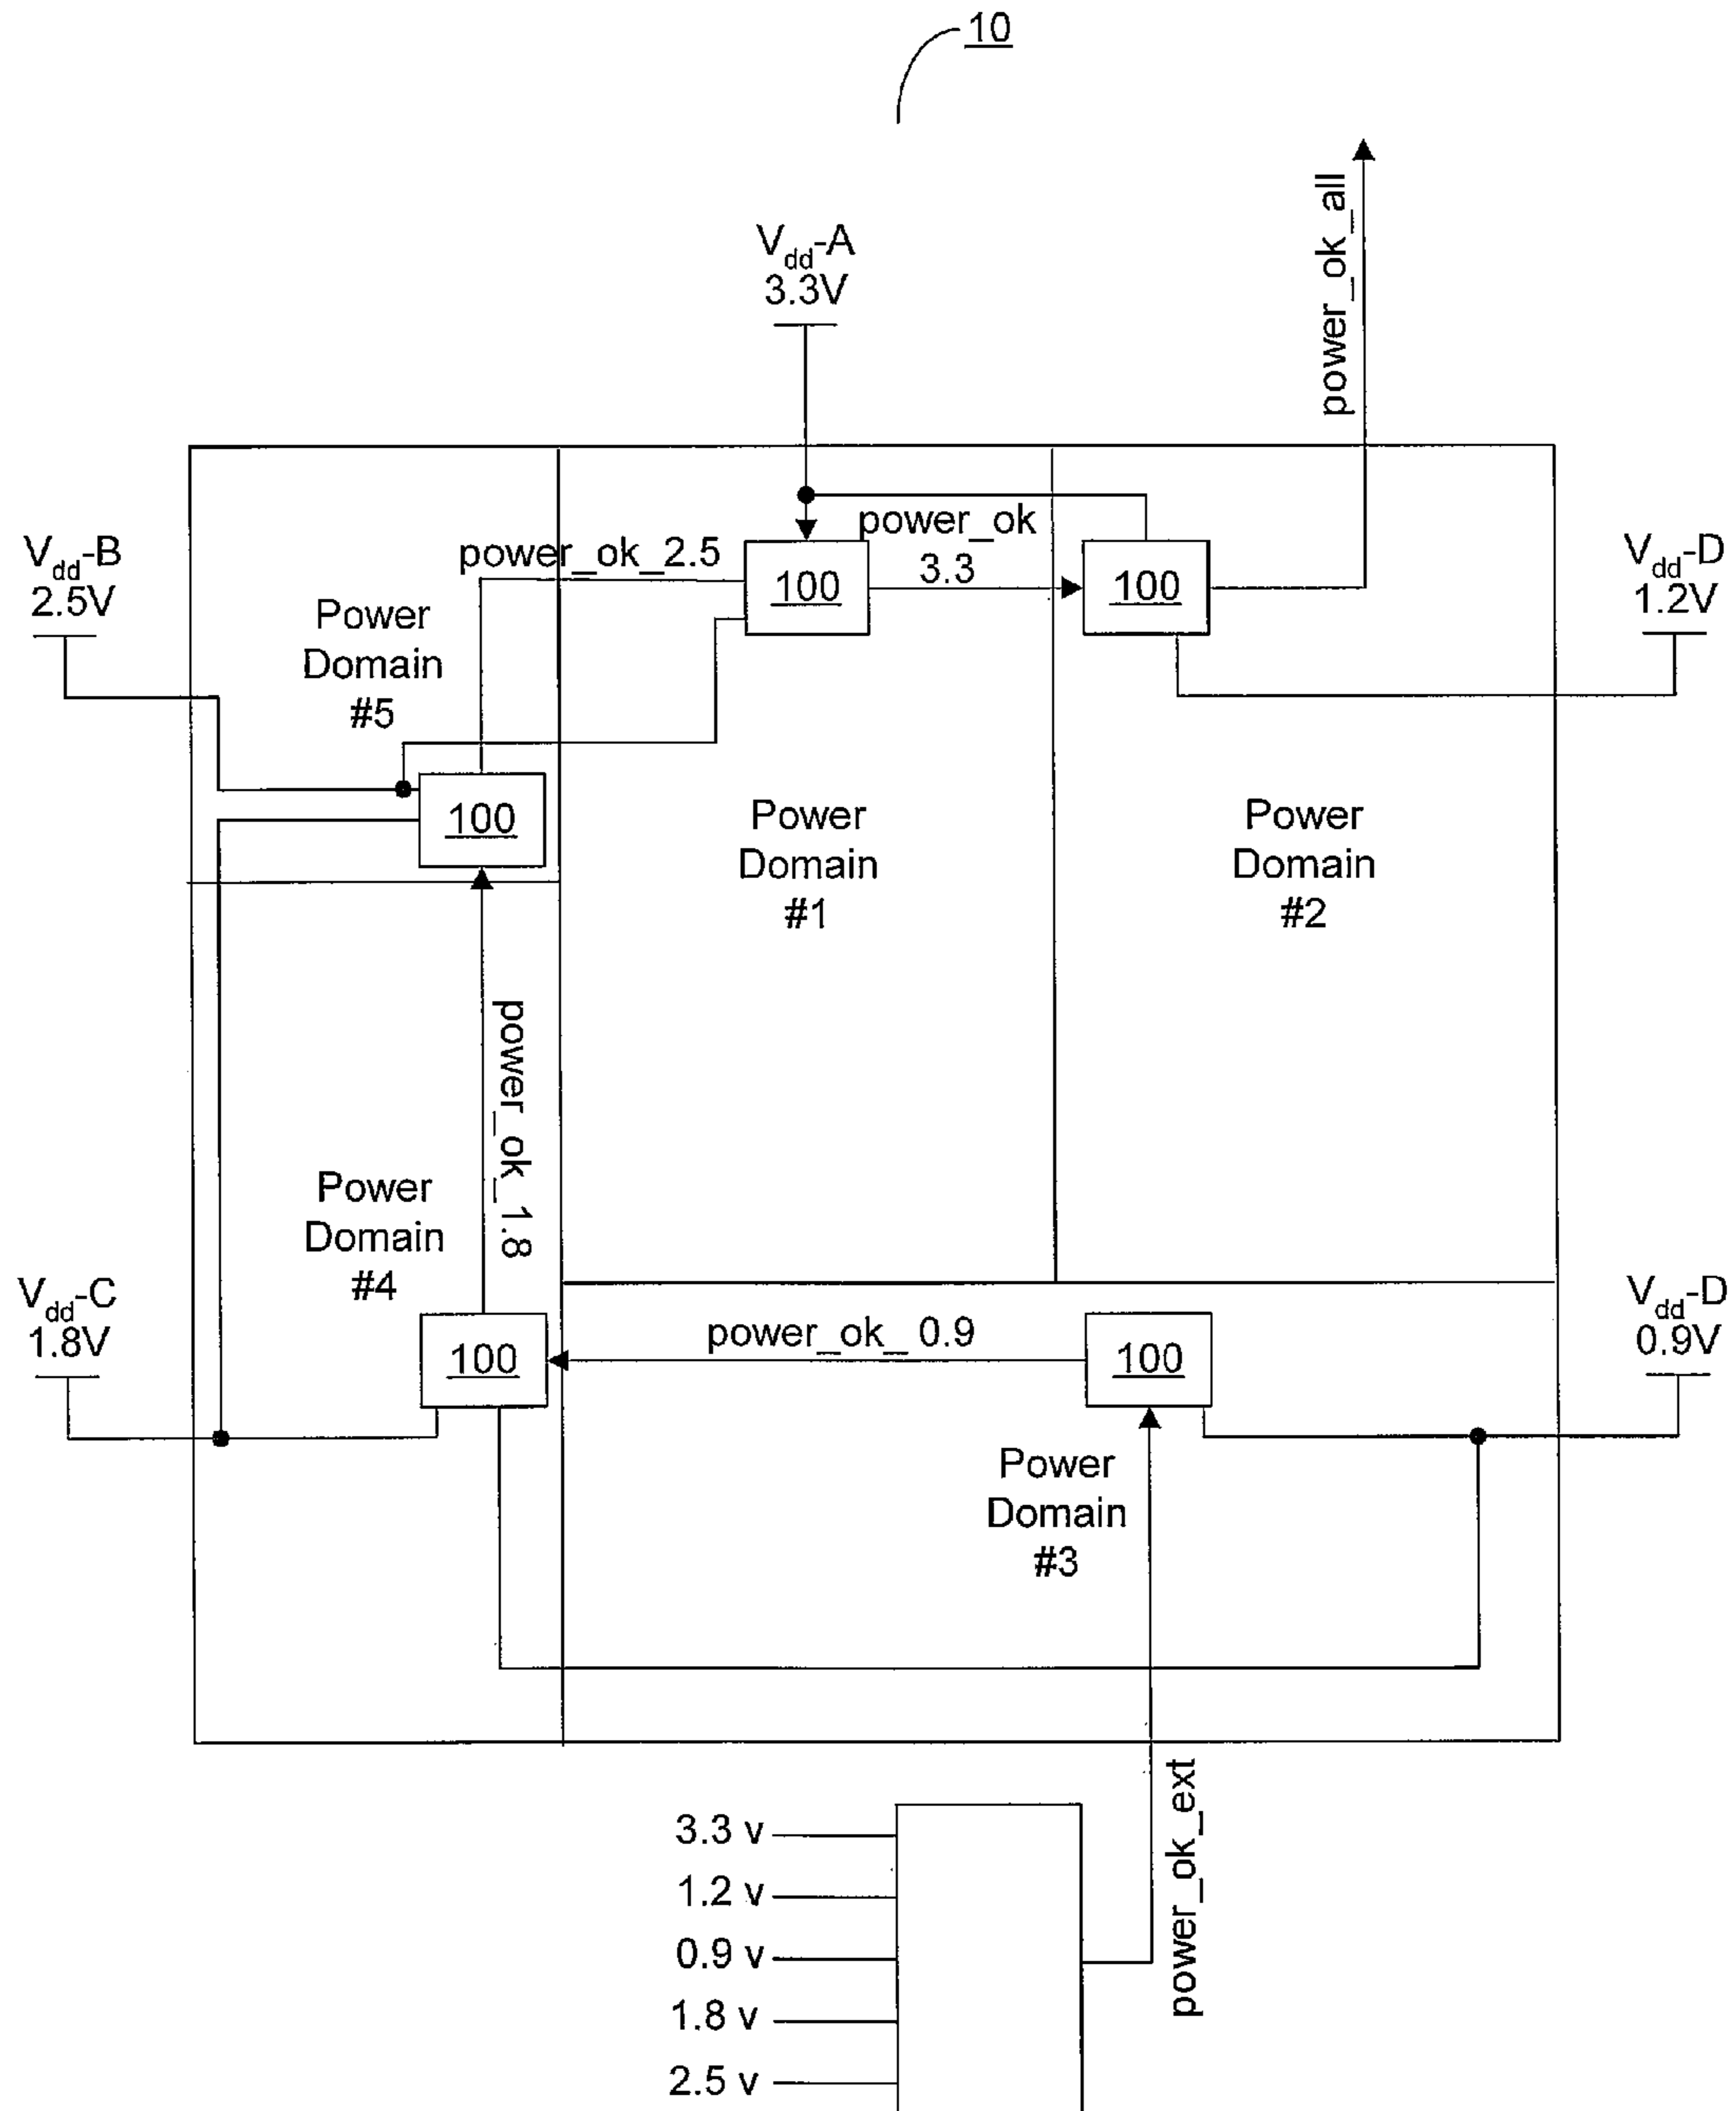 10
power_ok_all
Vdd-A
3.3V
Vdd-B
2.5V
power_ok_2.5
power_ok
3.3
100
100
Vdd-D
1.2V
Power
Domain
#5
100
Power
Domain
#1
Power
Domain
#2
power_ok_1.8
Power
Domain
#4
Vdd-C
1.8V
100
power_ok_ 0.9
100
Vdd-D
0.9V
Power
Domain
#3
power_ok_ext
3.3 v
1.2 v
0.9 v
1.8 v
2.5 v